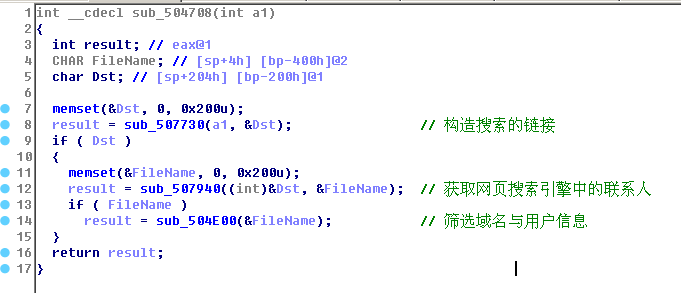 1 int __cdecl sub_504708(int a1)
2 {
3 int result; // eax@1
4 CHAR FileName; // [sp+4h] [bp-400h]@2
5 char Dst; // [sp+204h] [bp-200h]@1
6
7 memset(&Dst, 0, 0x200u);
8 result = sub_507730(a1, &Dst); // 构造搜索的链接
9 if ( Dst )
10 {
11 memset(&FileName, 0, 0x200u);
12 result = sub_507940((int)&Dst, &FileName); // 获取网页搜索引擎中的联系人
13 if ( FileName )
14 result = sub_504E00(&FileName); // 筛选域名与用户信息
15 }
16 return result;
17 }